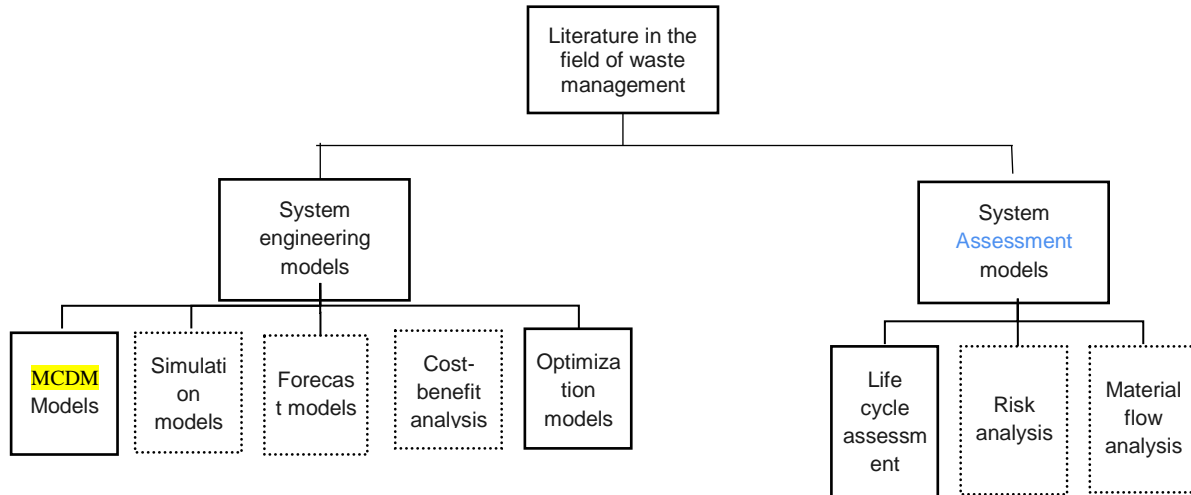 Literature in the
field of waste
management
System
engineering
models
System
Assessment
models
MCDM
Models
Simulati
on models
Forecas
t models
Cost-
benefit
analysis
Optimiza
tion models
Life
cycle
assessm
ent
Risk
analysis
Material
flow
analysis